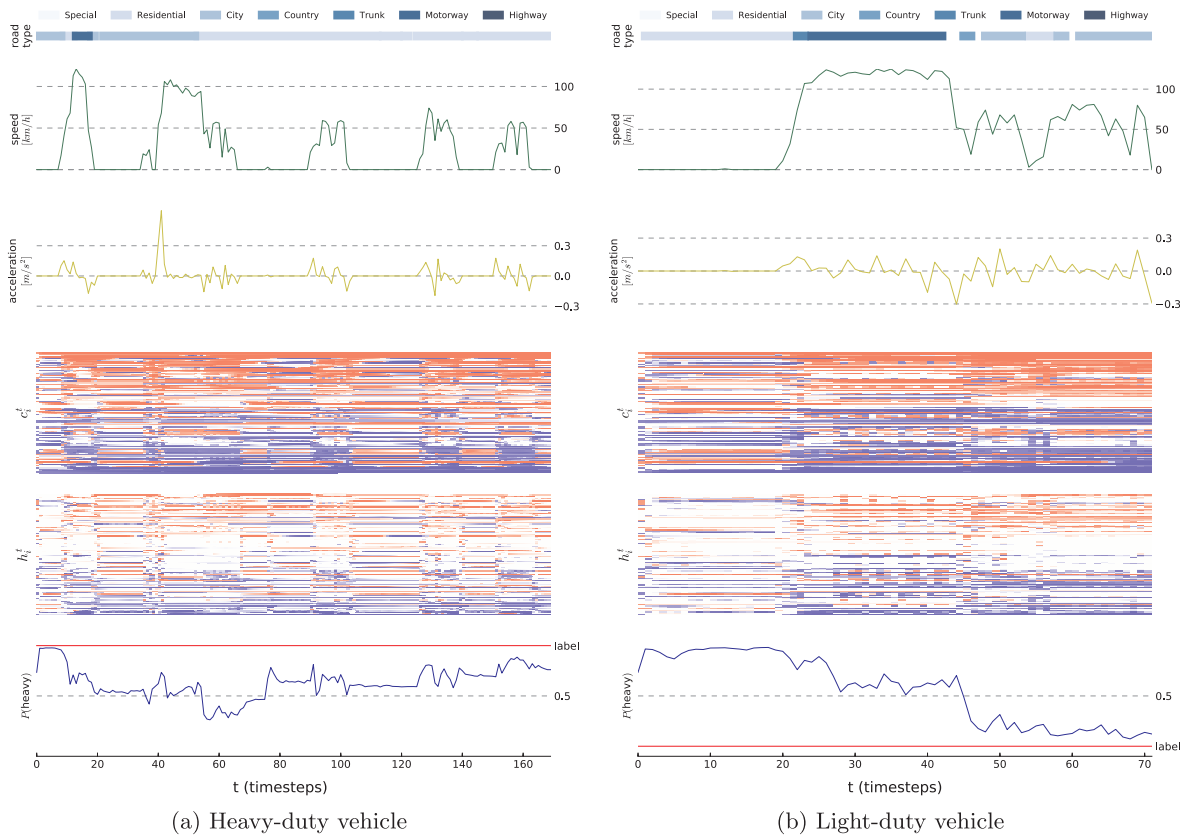 Special Residential City Country Trunk Motorway Highway
road type
100
50
0
speed [km/h]
0.3
0.0
−0.3
acceleration [m/s²]
c_i^t
h_i^t
label
0.5
P(heavy)
0 20 40 60 80 100 120 140 160
t (timesteps)
(a) Heavy-duty vehicle
Special Residential City Country Trunk Motorway Highway
road type
100
50
0
speed [km/h]
0.3
0.0
−0.3
acceleration [m/s²]
c_i^t
h_i^t
0.5
label
P(heavy)
0 10 20 30 40 50 60 70
t (timesteps)
(b) Light-duty vehicle